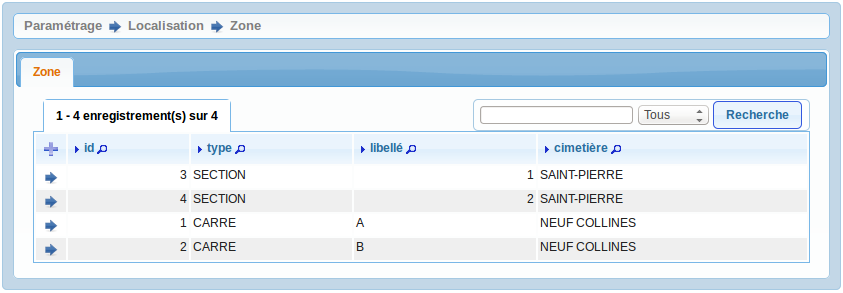 Paramétrage Localisation Zone
Zone
1 - 4 enregistrement(s) sur 4 Tous Recherche
id type libellé cimetière
3 SECTION 1 SAINT-PIERRE
4 SECTION 2 SAINT-PIERRE
1 CARRE A NEUF COLLINES
2 CARRE B NEUF COLLINES